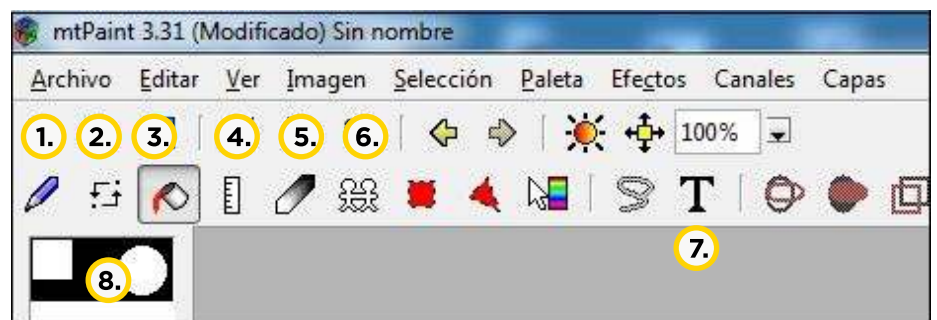 mtPaint 3.31 (Modificado) Sin nombre
Archivo Editar Ver Imagen Selección Paleta Efectos Canales Capas
1. 2. 3. 4. 5. 6. 100%
T
7.
8.